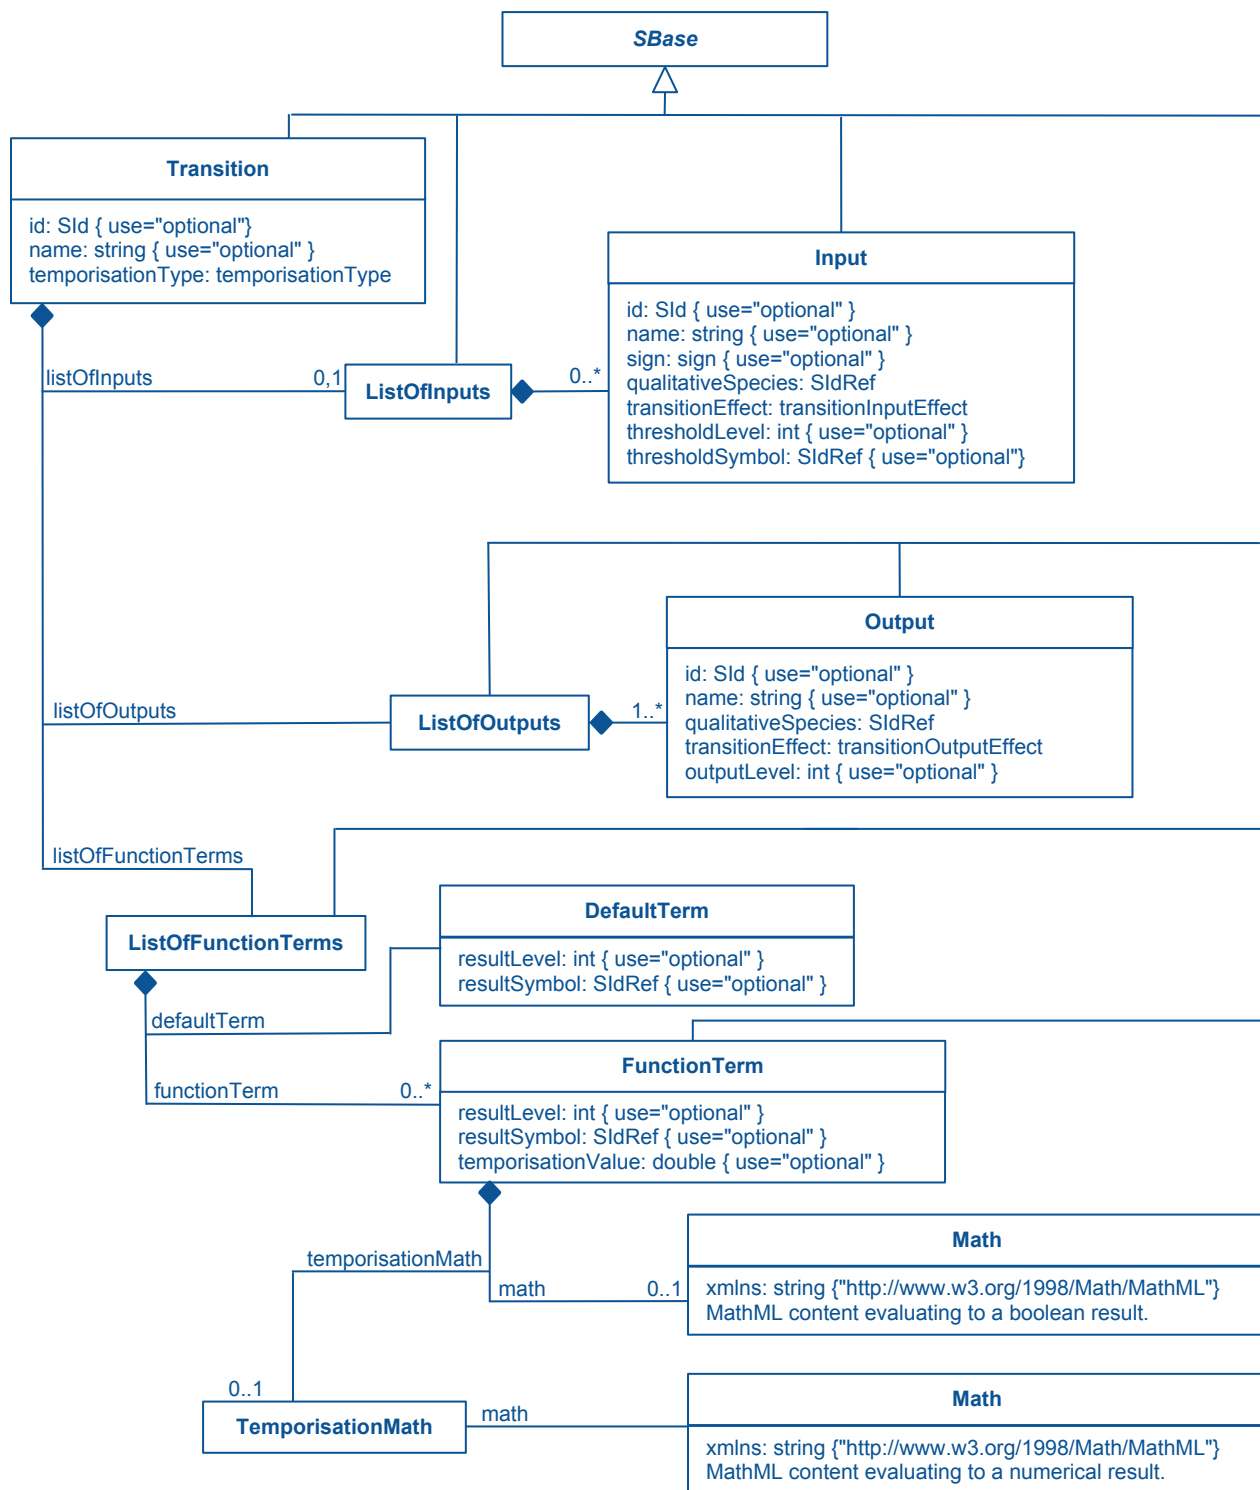 SBase
Transition
id: SId { use="optional"}
name: string { use="optional" }
temporisationType: temporisationType
Input
id: SId { use="optional" }
name: string { use="optional" }
sign: sign { use="optional" }
qualitativeSpecies: SIdRef
transitionEffect: transitionInputEffect
thresholdLevel: int { use="optional" }
thresholdSymbol: SIdRef { use="optional"}
listOfInputs
0,1
ListOfInputs
0..*
Output
id: SId { use="optional" }
name: string { use="optional" }
qualitativeSpecies: SIdRef
transitionEffect: transitionOutputEffect
outputLevel: int { use="optional" }
listOfOutputs
ListOfOutputs
1..*
listOfFunctionTerms
ListOfFunctionTerms
DefaultTerm
resultLevel: int { use="optional" }
resultSymbol: SIdRef { use="optional" }
defaultTerm
functionTerm
0..*
FunctionTerm
resultLevel: int { use="optional" }
resultSymbol: SIdRef { use="optional" }
temporisationValue: double { use="optional" }
temporisationMath
math
0..1
Math
xmlns: string {"http://www.w3.org/1998/Math/MathML"}
MathML content evaluating to a boolean result.
0..1
TemporisationMath
math
Math
xmlns: string {"http://www.w3.org/1998/Math/MathML"}
MathML content evaluating to a numerical result.